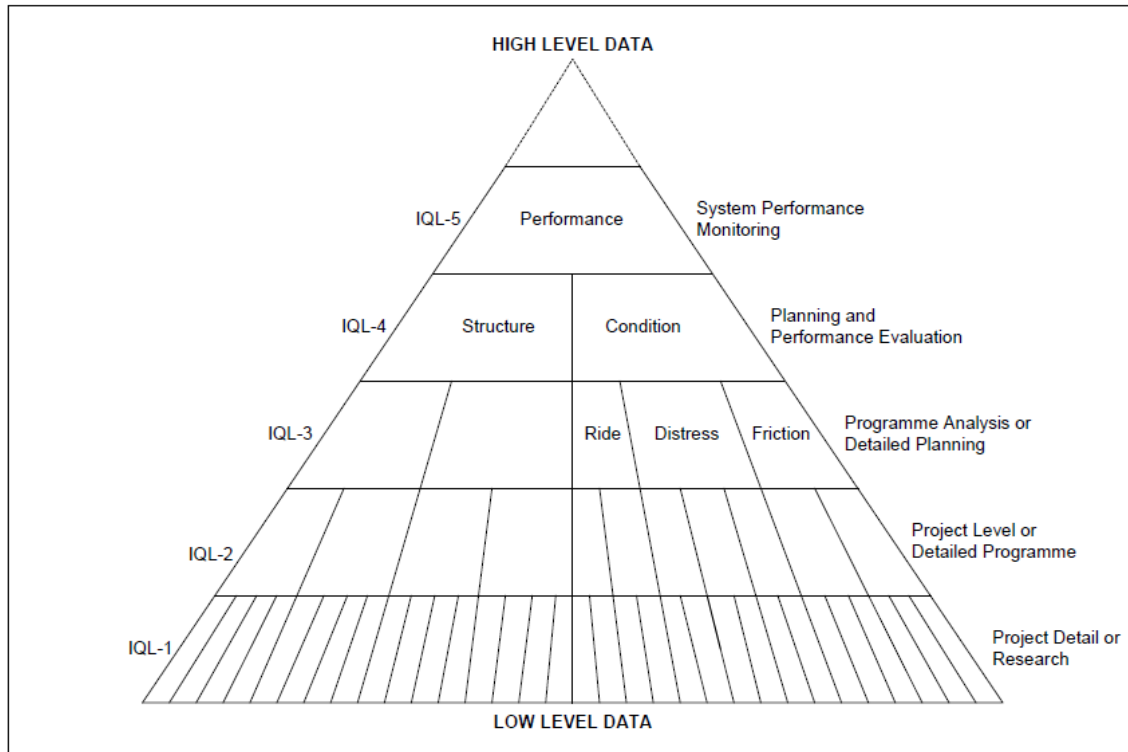 HIGH LEVEL DATA
IQL-5
Performance
System Performance
Monitoring
IQL-4
Structure
Condition
Planning and
Performance Evaluation
IQL-3
Ride
Distress
Friction
Programme Analysis or
Detailed Planning
IQL-2
Project Level or
Detailed Programme
IQL-1
Project Detail or
Research
LOW LEVEL DATA